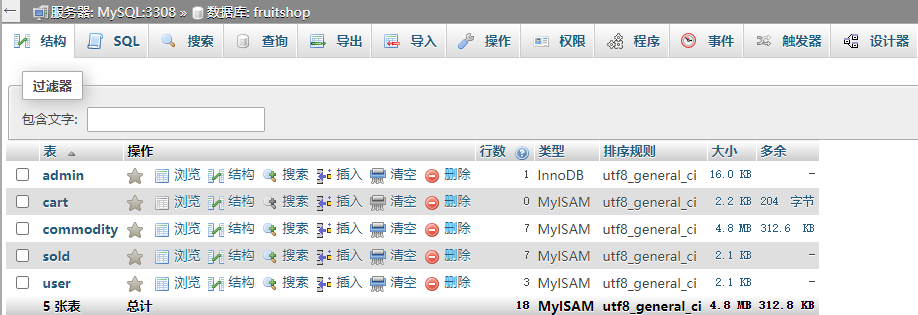 服务器: MySQL:3308 » 数据库: fruitshop
结构 SQL 搜索 查询 导出 导入 操作 权限 程序 事件 触发器 设计器
过滤器
包含文字:
表 操作 行数 类型 排序规则 大小 多余
admin 浏览 结构 搜索 插入 清空 删除 1 InnoDB utf8_general_ci 16.0 KB -
cart 浏览 结构 搜索 插入 清空 删除 0 MyISAM utf8_general_ci 2.2 KB 204 字节
commodity 浏览 结构 搜索 插入 清空 删除 7 MyISAM utf8_general_ci 4.8 MB 312.6 KB
sold 浏览 结构 搜索 插入 清空 删除 7 MyISAM utf8_general_ci 2.1 KB -
user 浏览 结构 搜索 插入 清空 删除 3 MyISAM utf8_general_ci 2.1 KB -
5 张表 总计 18 MyISAM utf8_general_ci 4.8 MB 312.8 KB